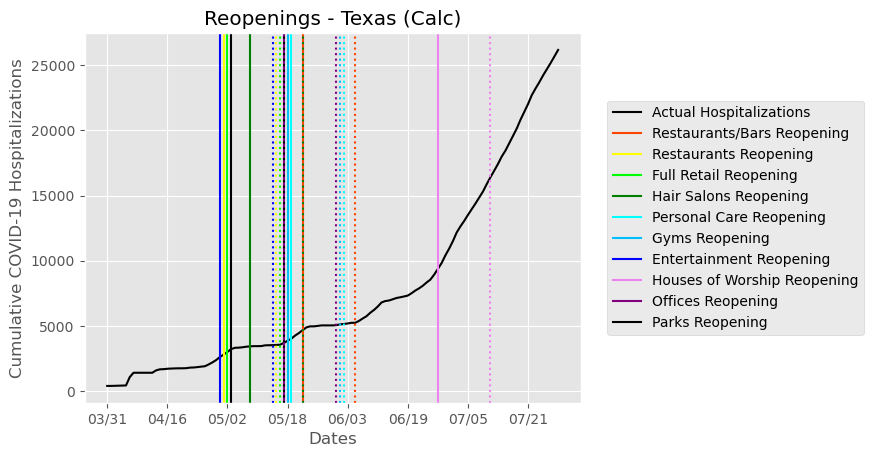 Reopenings - Texas (Calc)
Cumulative COVID-19 Hospitalizations
25000
20000
15000
10000
5000
0
03/31 04/16 05/02 05/18 06/03 06/19 07/05 07/21
Dates
Actual Hospitalizations
Restaurants/Bars Reopening
Restaurants Reopening
Full Retail Reopening
Hair Salons Reopening
Personal Care Reopening
Gyms Reopening
Entertainment Reopening
Houses of Worship Reopening
Offices Reopening
Parks Reopening